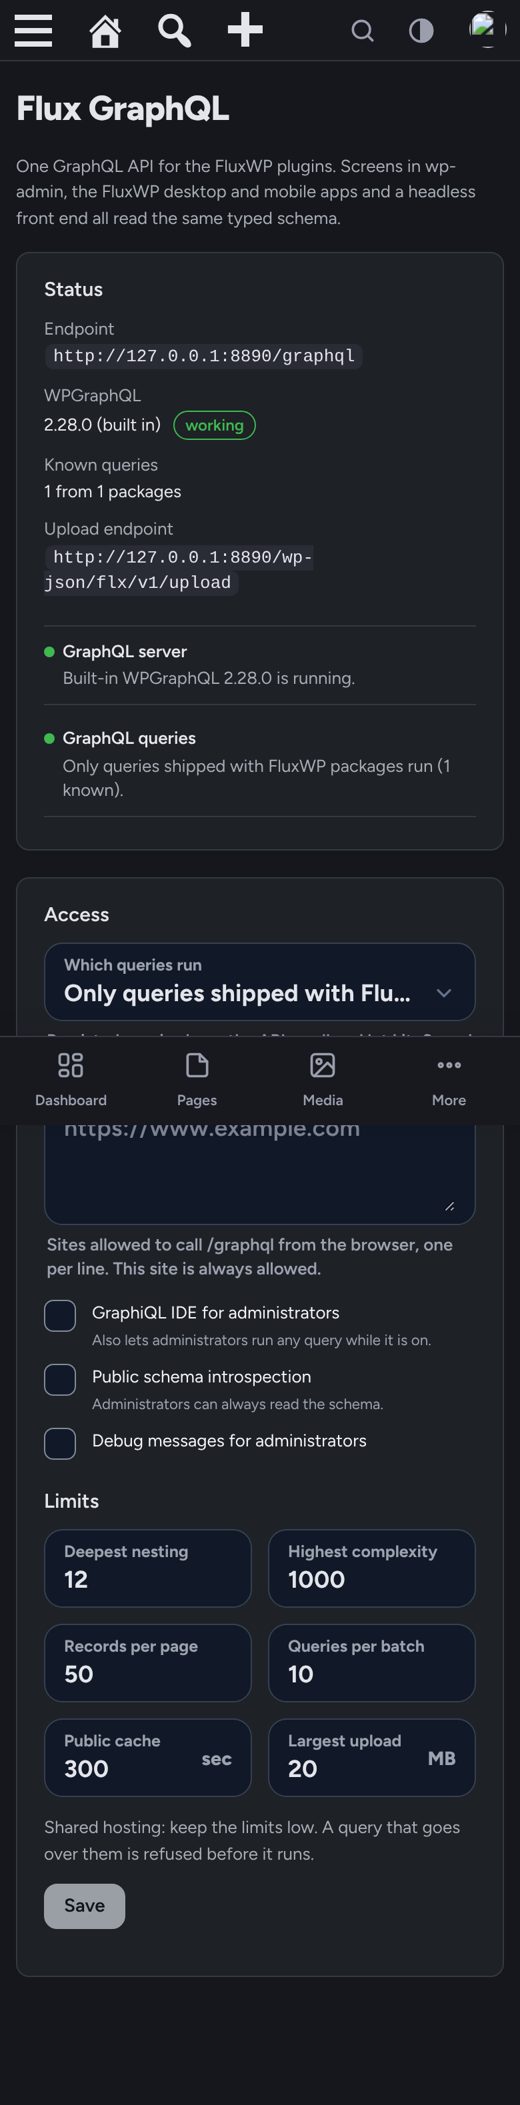 Flux GraphQL
One GraphQL API for the FluxWP plugins. Screens in wp-
admin, the FluxWP desktop and mobile apps and a headless
front end all read the same typed schema.
Status
Endpoint
http://127.0.0.1:8890/graphql
WPGraphQL
2.28.0 (built in) working
Known queries
1 from 1 packages
Upload endpoint
http://127.0.0.1:8890/wp-
json/flx/v1/upload
GraphQL server
Built-in WPGraphQL 2.28.0 is running.
GraphQL queries
Only queries shipped with FluxWP packages run (1
known).
Access
Which queries run
Only queries shipped with Flu...
Dashboard Pages Media More
https://www.example.com
Sites allowed to call /graphql from the browser, one
per line. This site is always allowed.
GraphiQL IDE for administrators
Also lets administrators run any query while it is on.
Public schema introspection
Administrators can always read the schema.
Debug messages for administrators
Limits
Deepest nesting Highest complexity
12 1000
Records per page Queries per batch
50 10
Public cache Largest upload
300 sec 20 MB
Shared hosting: keep the limits low. A query that goes
over them is refused before it runs.
Save